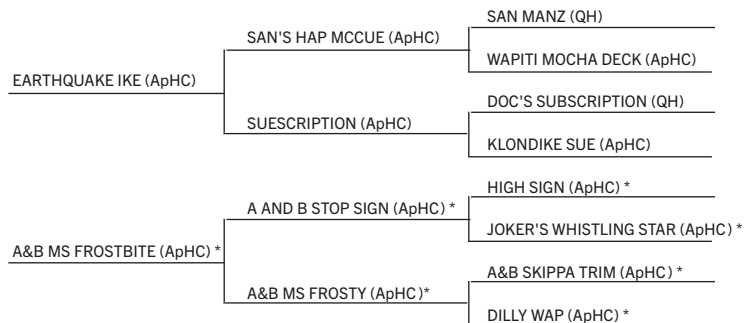 SAN MANZ (QH)
SAN'S HAP MCCUE (ApHC)
WAPITI MOCHA DECK (ApHC)
EARTHQUAKE IKE (ApHC)
DOC'S SUBSCRIPTION (QH)
SUESCRIPTION (ApHC)
KLONDIKE SUE (ApHC)
HIGH SIGN (ApHC) *
A AND B STOP SIGN (ApHC) *
JOKER'S WHISTLING STAR (ApHC) *
A&B MS FROSTBITE (ApHC) *
A&B SKIPPA TRIM (ApHC) *
A&B MS FROSTY (ApHC)*
DILLY WAP (ApHC) *